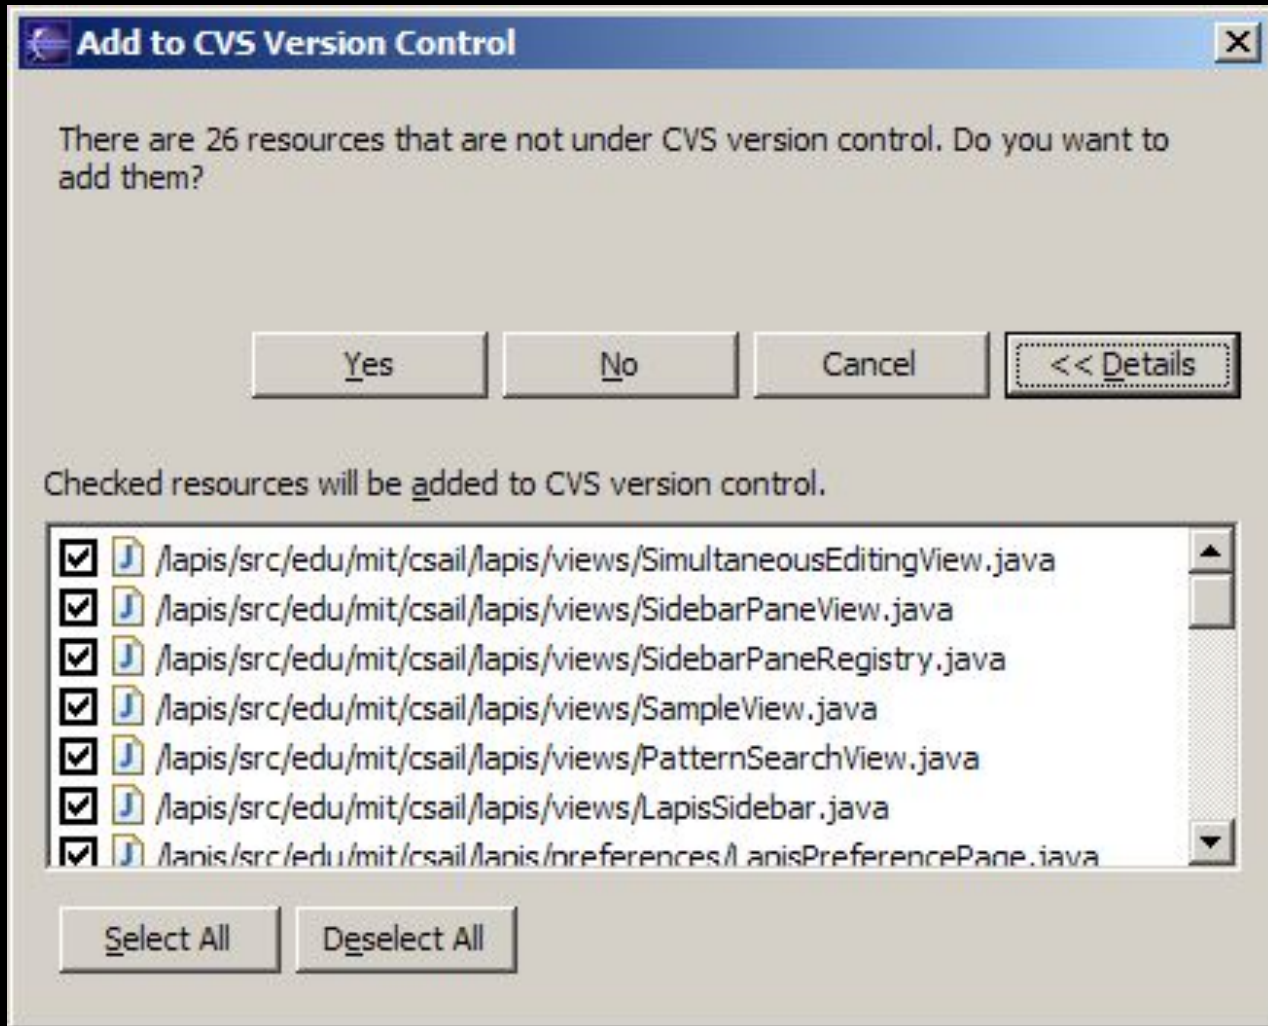 Add to CVS Version Control
There are 26 resources that are not under CVS version control. Do you want to
add them?
Yes No Cancel << Details
Checked resources will be added to CVS version control.
/lapis/src/edu/mit/csail/lapis/views/SimultaneousEditingView.java
/lapis/src/edu/mit/csail/lapis/views/SidebarPaneView.java
/lapis/src/edu/mit/csail/lapis/views/SidebarPaneRegistry.java
/lapis/src/edu/mit/csail/lapis/views/SampleView.java
/lapis/src/edu/mit/csail/lapis/views/PatternSearchView.java
/lapis/src/edu/mit/csail/lapis/views/LapisSidebar.java
/lapis/src/edu/mit/csail/lapis/preferences/LapisPreferencePage.java
Select All Deselect All